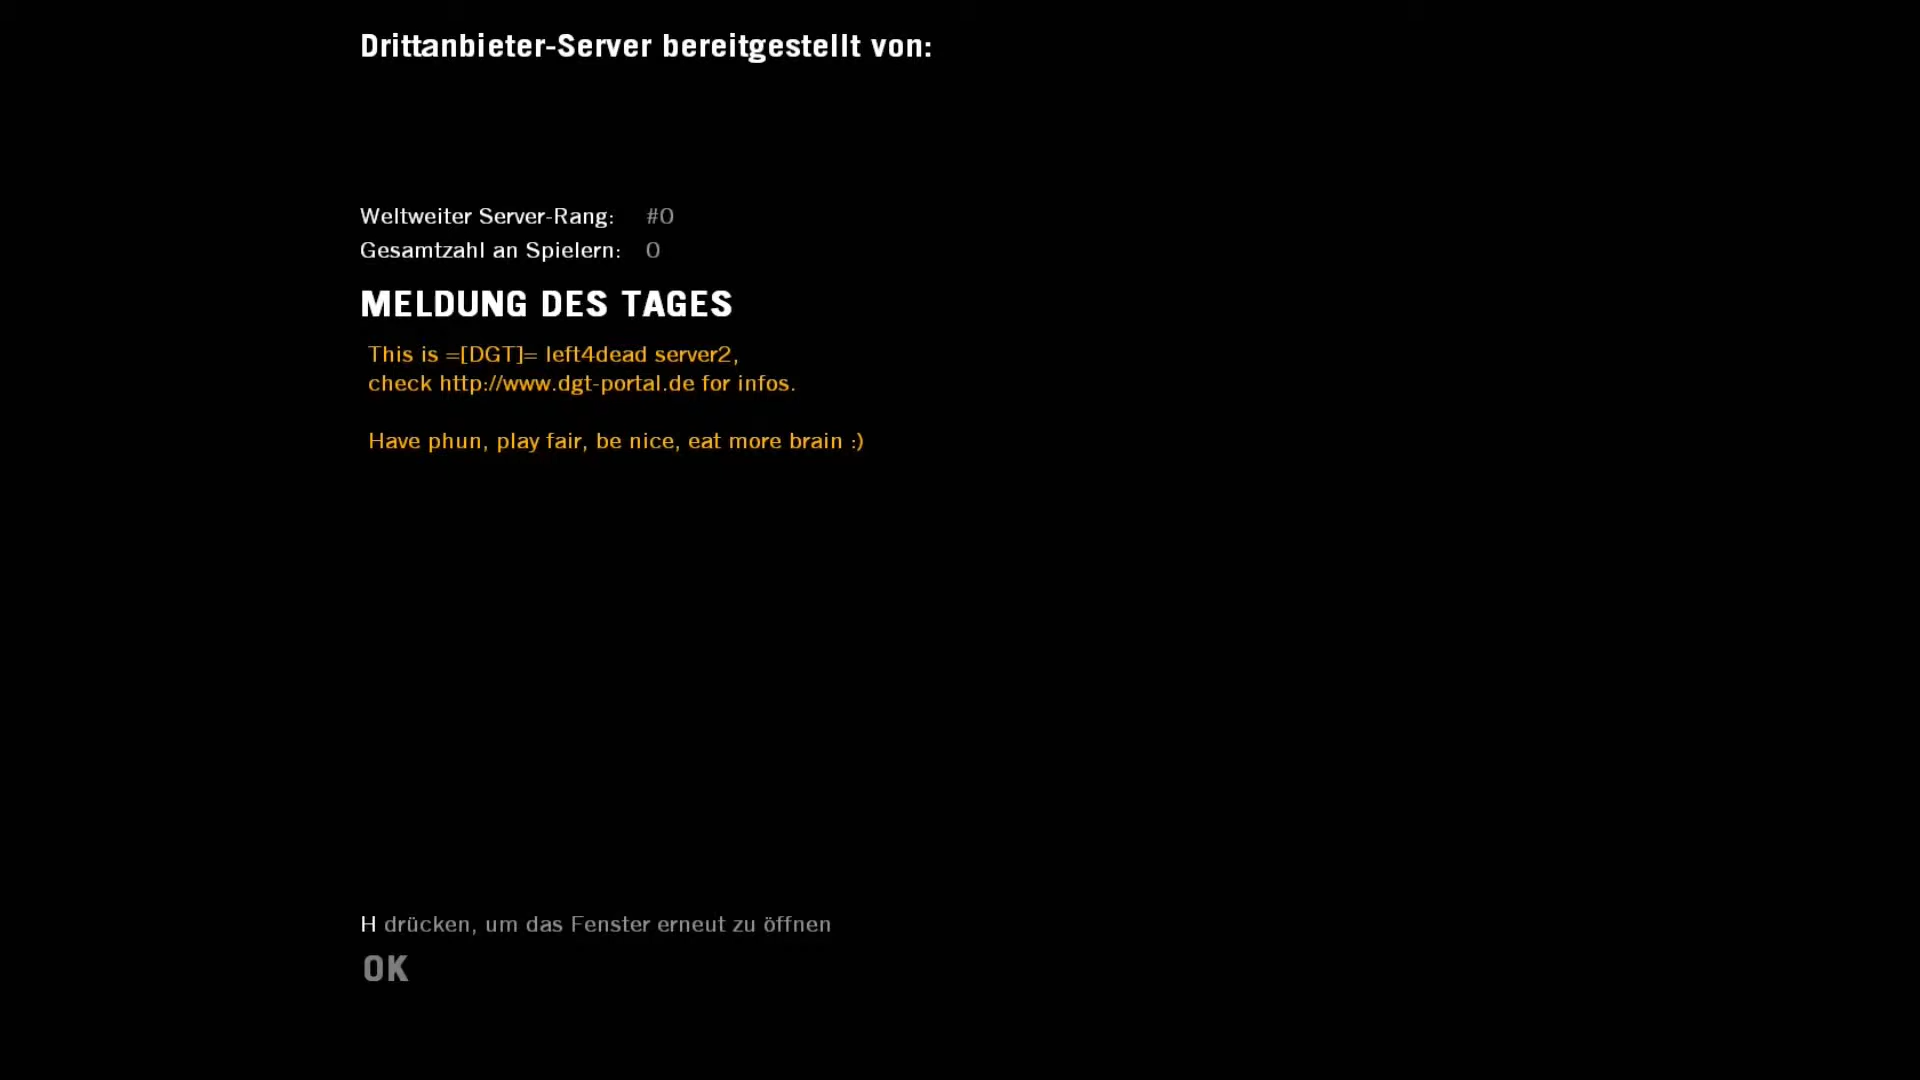 Drittanbieter-Server bereitgestellt von:
Weltweiter Server-Rang: #0
Gesamtzahl an Spielern: 0
MELDUNG DES TAGES
This is =[DGT]= left4dead server2,
check http://www.dgt-portal.de for infos.
Have phun, play fair, be nice, eat more brain :)
H drücken, um das Fenster erneut zu öffnen
OK